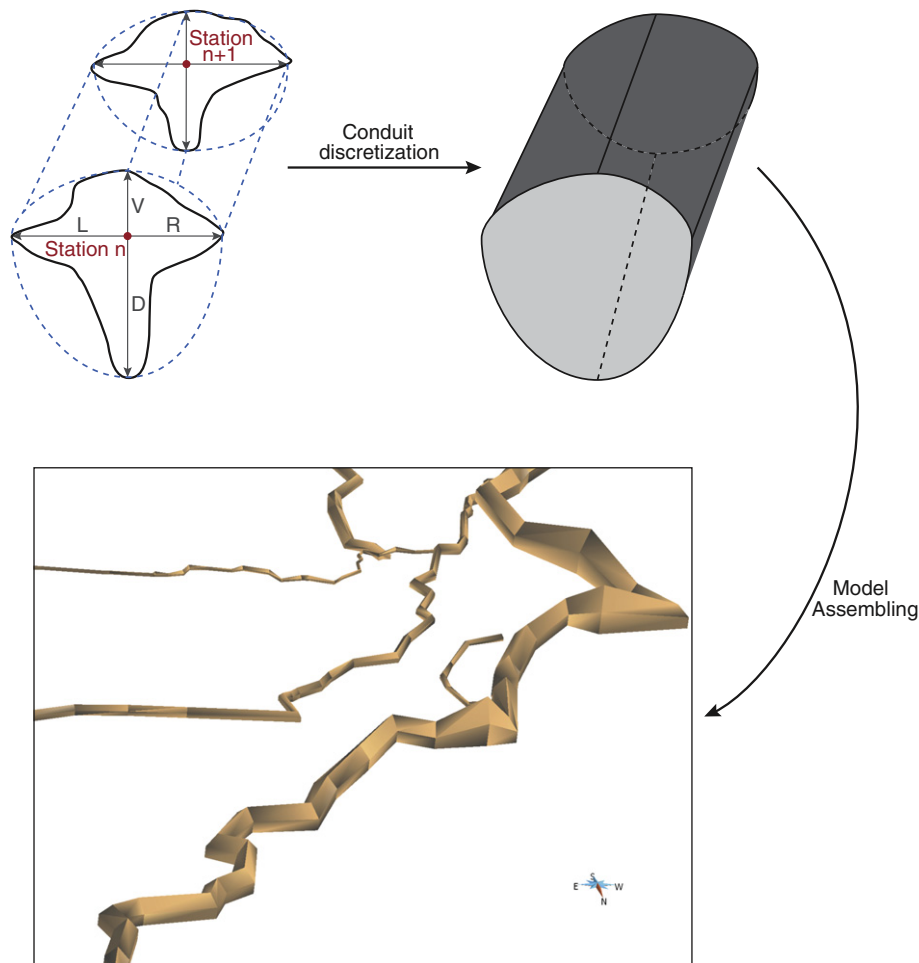 Station
n+1
Conduit
discretization
V
L
R
Station n
D
Model
Assembling
S
E
W
N